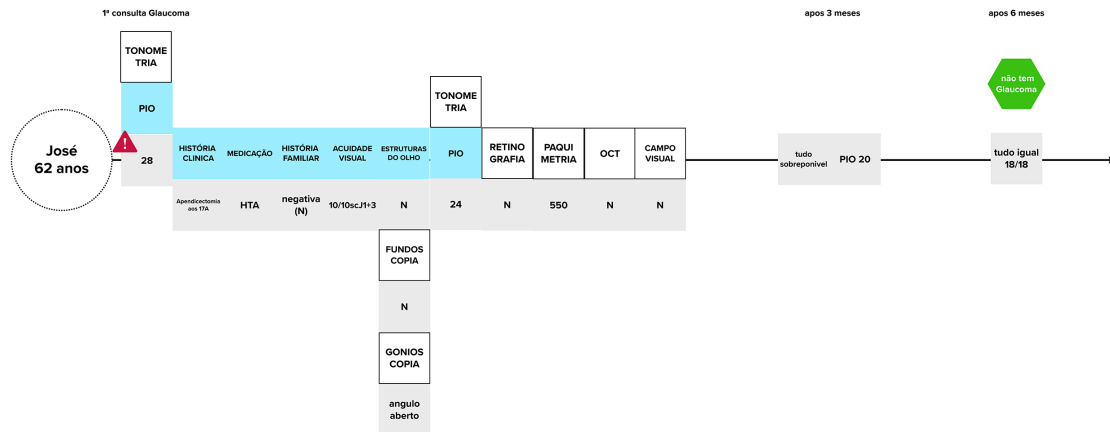 1ª consulta Glaucoma
apos 3 meses
apos 6 meses
TONOME
TRIA
PIO
28
José
62 anos
!
HISTÓRIA
CLINICA
MEDICAÇÃO
HISTÓRIA
FAMILIAR
ACUIDADE
VISUAL
ESTRUTURAS
DO OLHO
Apendicectomia
aos 17A
HTA
negativa
(N)
10/10scJ1+3
N
FUNDOS
COPIA
N
GONIOS
COPIA
angulo
aberto
TONOME
TRIA
PIO
24
RETINO
GRAFIA
N
PAQUI
METRIA
550
OCT
N
CAMPO
VISUAL
N
tudo
sobreponivel
PIO 20
não tem
Glaucoma
tudo igual
18/18